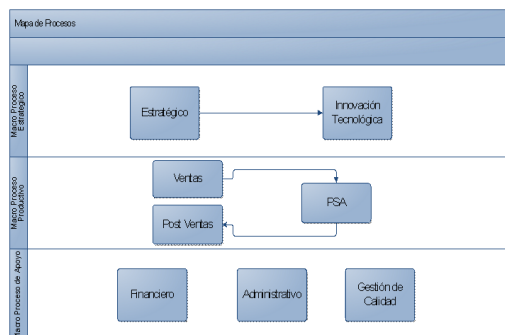 Mapa de Procesos
Macro Proceso
Estratégico
Estratégico
Innovación
Tecnológica
Macro Proceso
Productivo
Ventas
PSA
Post Ventas
Macro Proceso de Apoyo
Financiero
Administrativo
Gestión de
Calidad